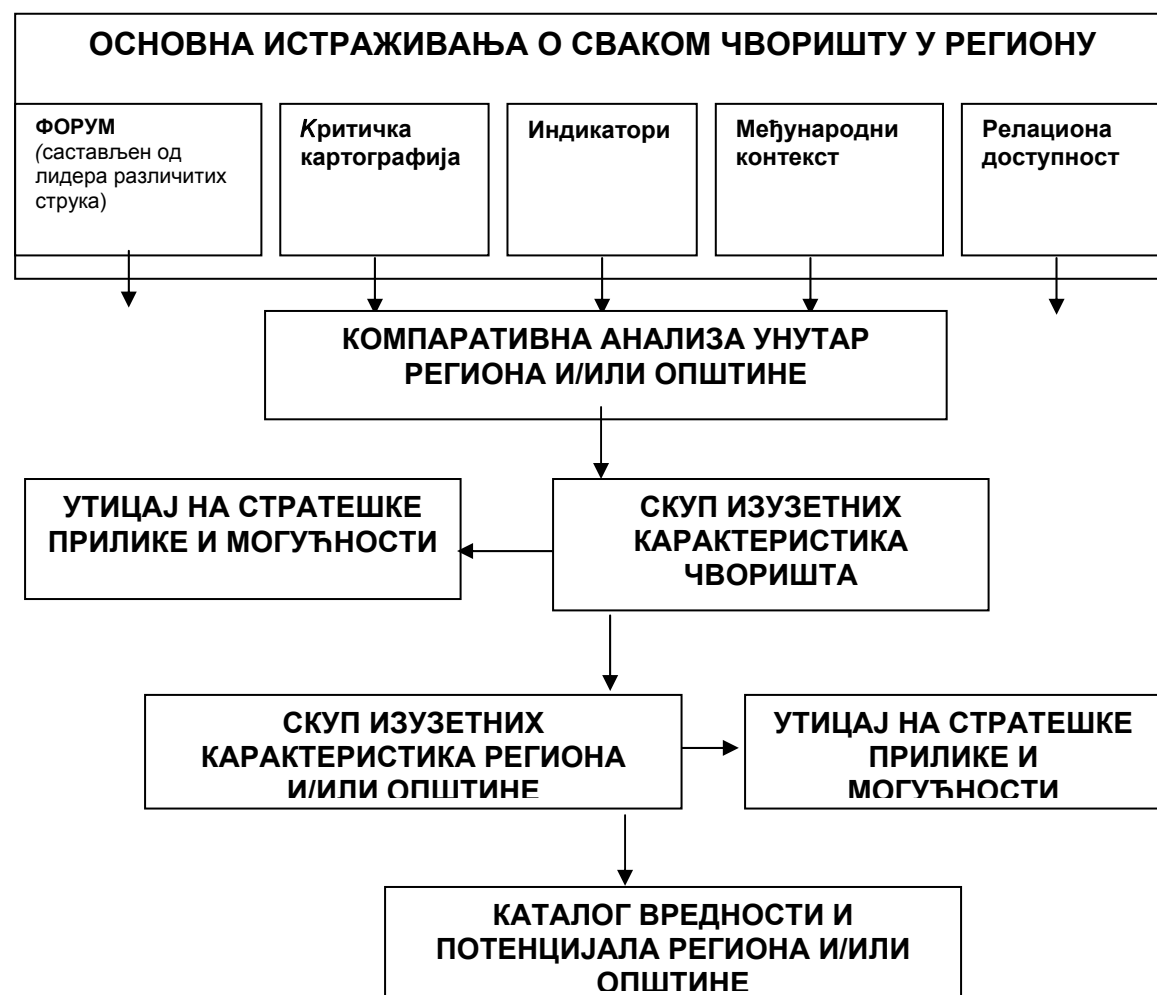 ОСНОВНА ИСТРАЖИВАЊА О СВАКОМ ЧВОРИШТУ У РЕГИОНУ
ФОРУМ
(састављен од
лидера различитих
струка)
Критичка
картографија
Индикатори
Међународни
контекст
Релациона
доступност
КОМПАРАТИВНА АНАЛИЗА УНУТАР
РЕГИОНА И/ИЛИ ОПШТИНЕ
УТИЦАЈ НА СТРАТЕШКЕ
ПРИЛИКЕ И МОГУЋНОСТИ
СКУП ИЗУЗЕТНИХ
КАРАКТЕРИСТИКА
ЧВОРИШТА
СКУП ИЗУЗЕТНИХ
КАРАКТЕРИСТИКА РЕГИОНА
И/ИЛИ ОПШТИНЕ
УТИЦАЈ НА СТРАТЕШКЕ
ПРИЛИКЕ И
МОГУЋНОСТИ
КАТАЛОГ ВРЕДНОСТИ И
ПОТЕНЦИЈАЛА РЕГИОНА И/ИЛИ
ОПШТИНЕ